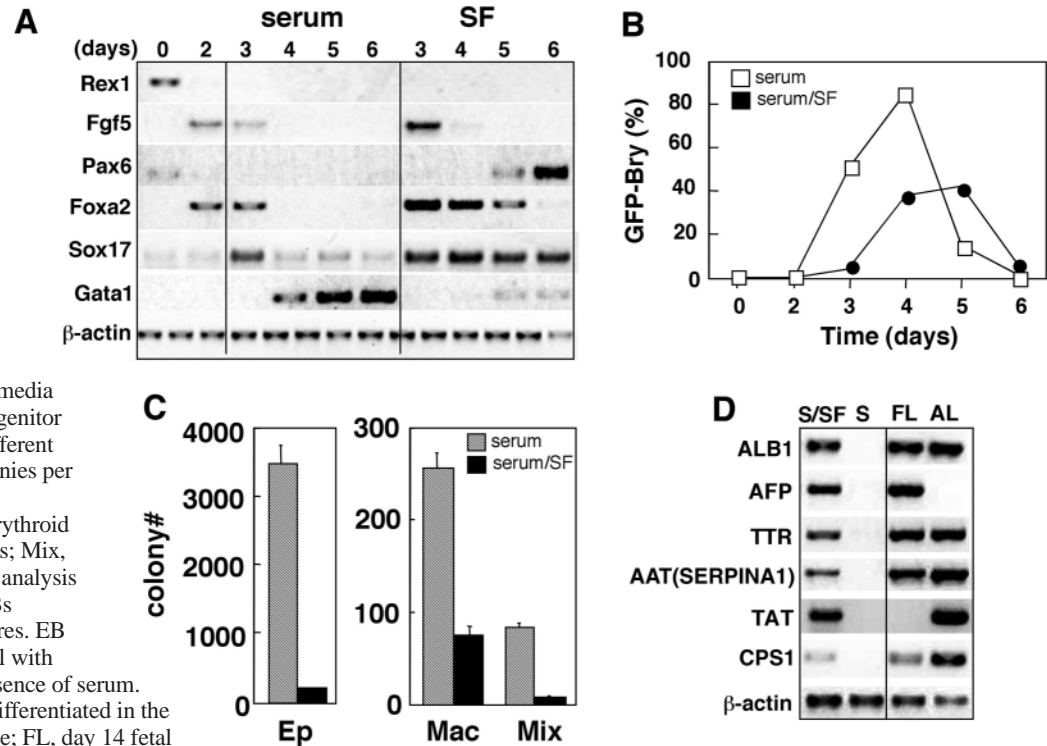 A
serum SF
(days) 0 2 3 4 5 6 3 4 5 6
Rex1
Fgf5
Pax6
Foxa2
Sox17
Gata1
β-actin
B
GFP-Bry (%)
100
80
60
40
20
0
serum
serum/SF
0 2 3 4 5 6
Time (days)
media
genitor
fferent
nies per
rythroid
s; Mix,
analysis
Bs
res. EB
l with
sence of serum.
ifferentiated in the
e; FL, day 14 fetal
C
colony#
4000
3000
2000
1000
0
Ep
300
200
100
0
serum
serum/SF
Mac Mix
D
S/SF S FL AL
ALB1
AFP
TTR
AAT(SERPINA1)
TAT
CPS1
β-actin